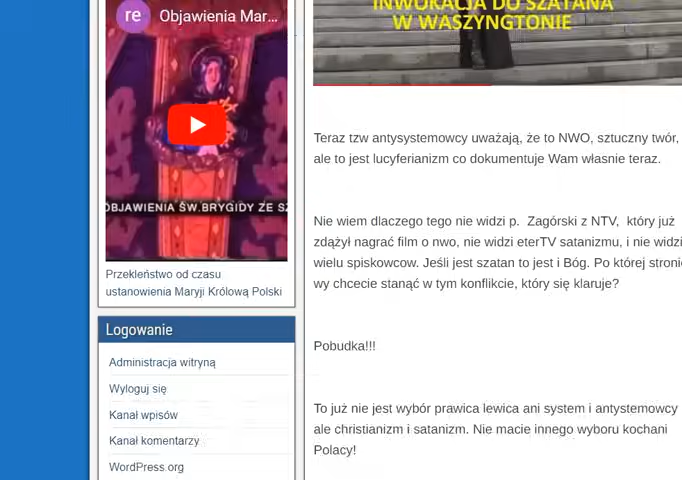 re Objawienia Mar...
OBJAWIENIA ŚW.BRYGIDY ZE
Przekleństwo od czasu
ustanowienia Maryji Królową Polski
Logowanie
Administracja witryną
Wyloguj się
Kanał wpisów
Kanał komentarzy
WordPress.org
INWOKACJA DO SZATANA
W WASZYNGTONIE
Teraz tzw antysystemowcy uważają, że to NWO, sztuczny twór,
ale to jest lucyferianizm co dokumentuje Wam własnie teraz.
Nie wiem dlaczego tego nie widzi p. Zagórski z NTV, który już
zdążył nagrać film o nwo, nie widzi eterTV satanizmu, i nie widzi
wielu spiskowcow. Jeśli jest szatan to jest i Bóg. Po której stronie
wy chcecie stanąć w tym konflikcie, który się klaruje?
Pobudka!!!
To już nie jest wybór prawica lewica ani system i antystemowcy
ale christianizm i satanizm. Nie macie innego wyboru kochani
Polacy!